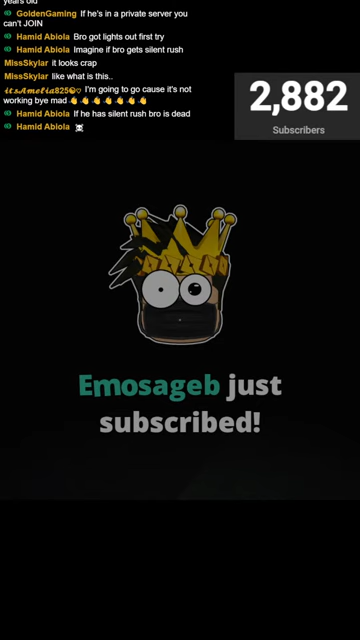 years old
GoldenGaming If he's in a private server you
can't JOIN
Hamid Abiola Bro got lights out first try
Hamid Abiola Imagine if bro gets silent rush
MissSkylar it looks crap
MissSkylar like what is this..
𝓲𝓽𝓼𝓐𝓶𝓮𝓵𝓲𝓪825☯♡ I'm going to go cause it's not
working bye mad 👋👋👋👋👋👋👋
Hamid Abiola If he has silent rush bro is dead
Hamid Abiola ☠️
2,882
Subscribers
Emosageb just
subscribed!